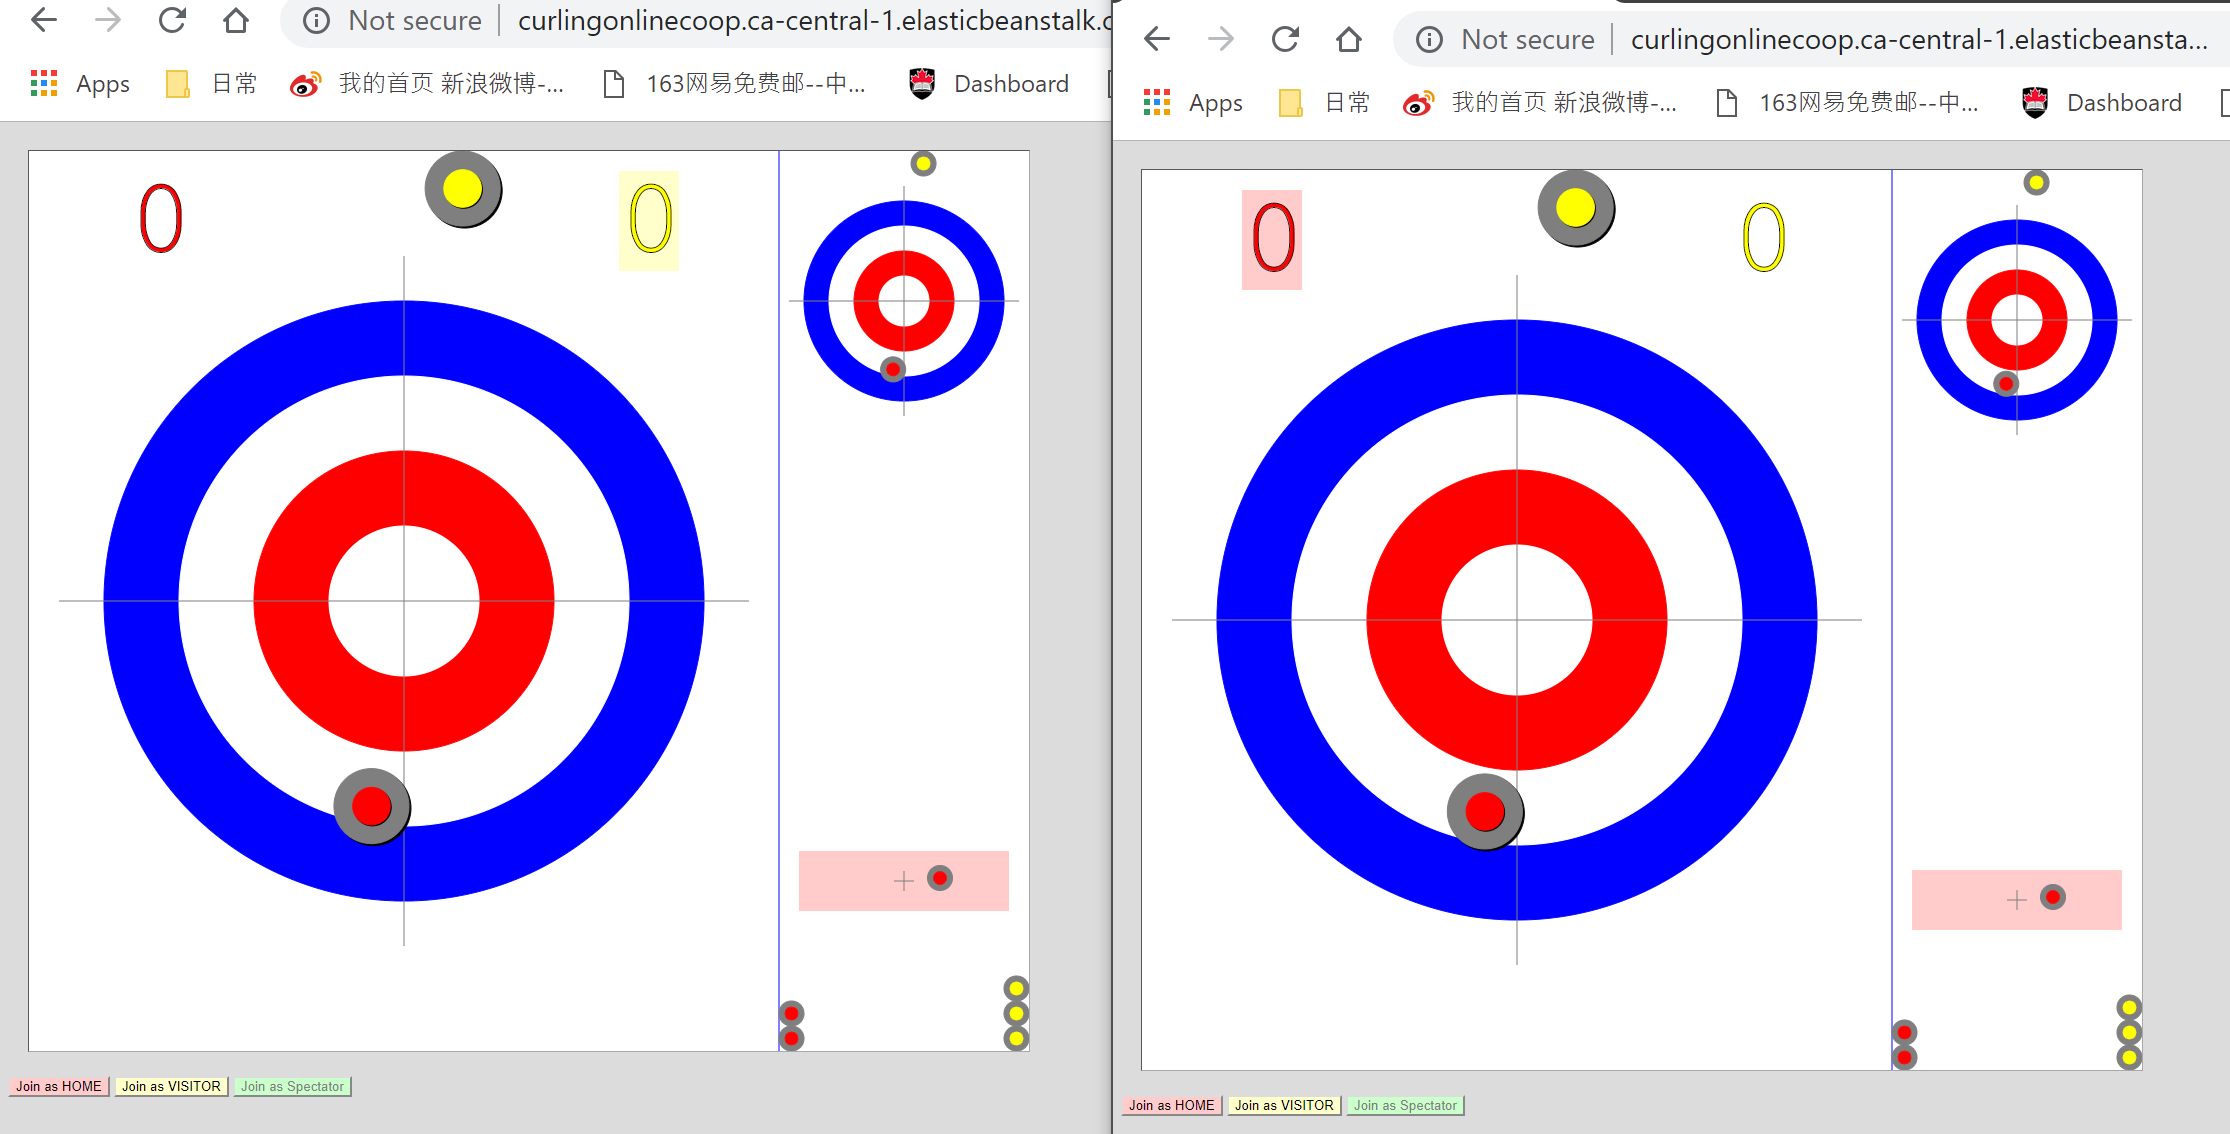 Not secure curlingonlinecoop.ca-central-1.elasticbeanstalk.c
Apps 日常 我的首页 新浪微博-... 163网易免费邮--中... Dashboard
0 0
Join as HOME Join as VISITOR Join as Spectator
Not secure curlingonlinecoop.ca-central-1.elasticbeansta...
Apps 日常 我的首页 新浪微博-... 163网易免费邮--中... Dashboard
0 0
Join as HOME Join as VISITOR Join as Spectator